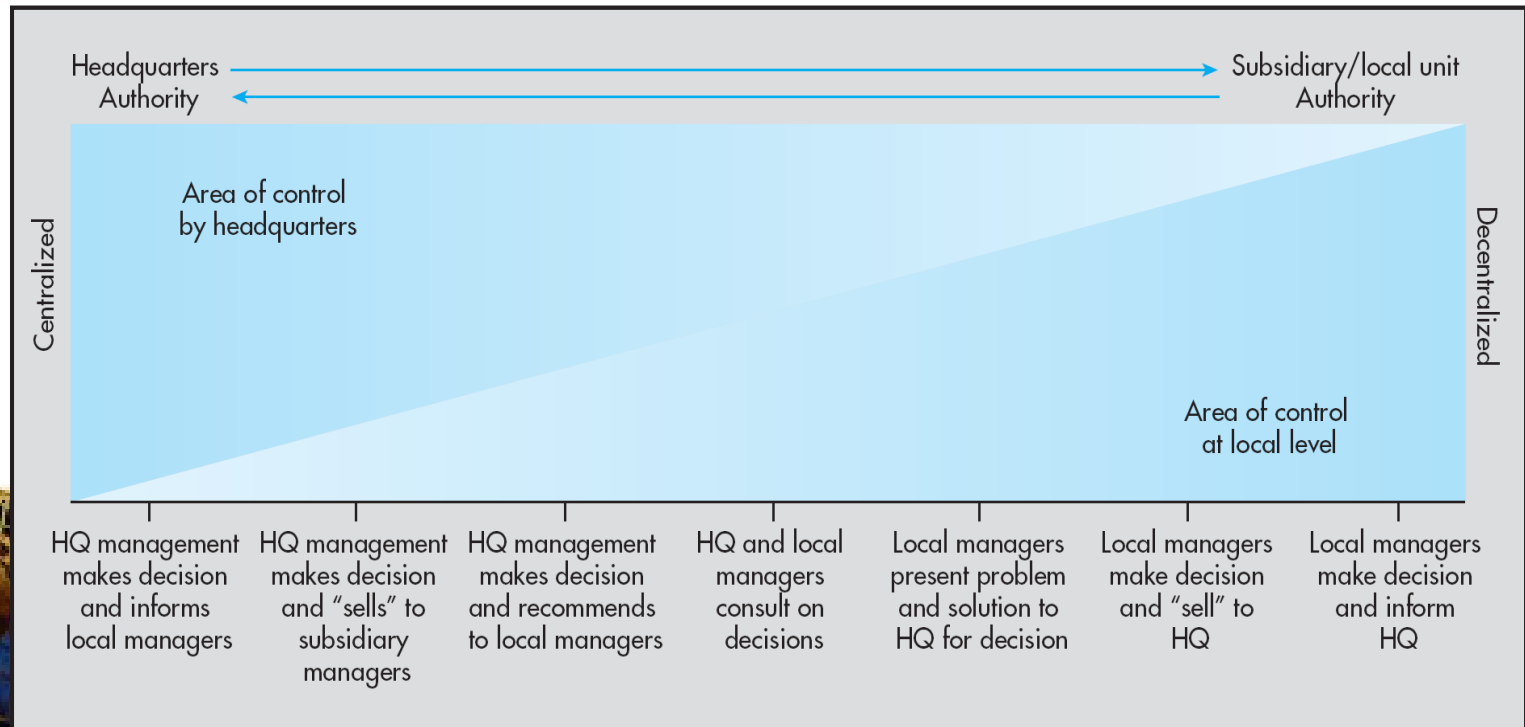 Headquarters
Authority
Subsidiary/local unit
Authority
Centralized
Area of control
by headquarters
Area of control
at local level
Decentralized
HQ management
makes decision
and informs
local managers
HQ management
makes decision
and “sells” to
subsidiary
managers
HQ management
makes decision
and recommends
to local managers
HQ and local
managers
consult on
decisions
Local managers
present problem
and solution to
HQ for decision
Local managers
make decision
and “sell” to
HQ
Local managers
make decision
and inform
HQ